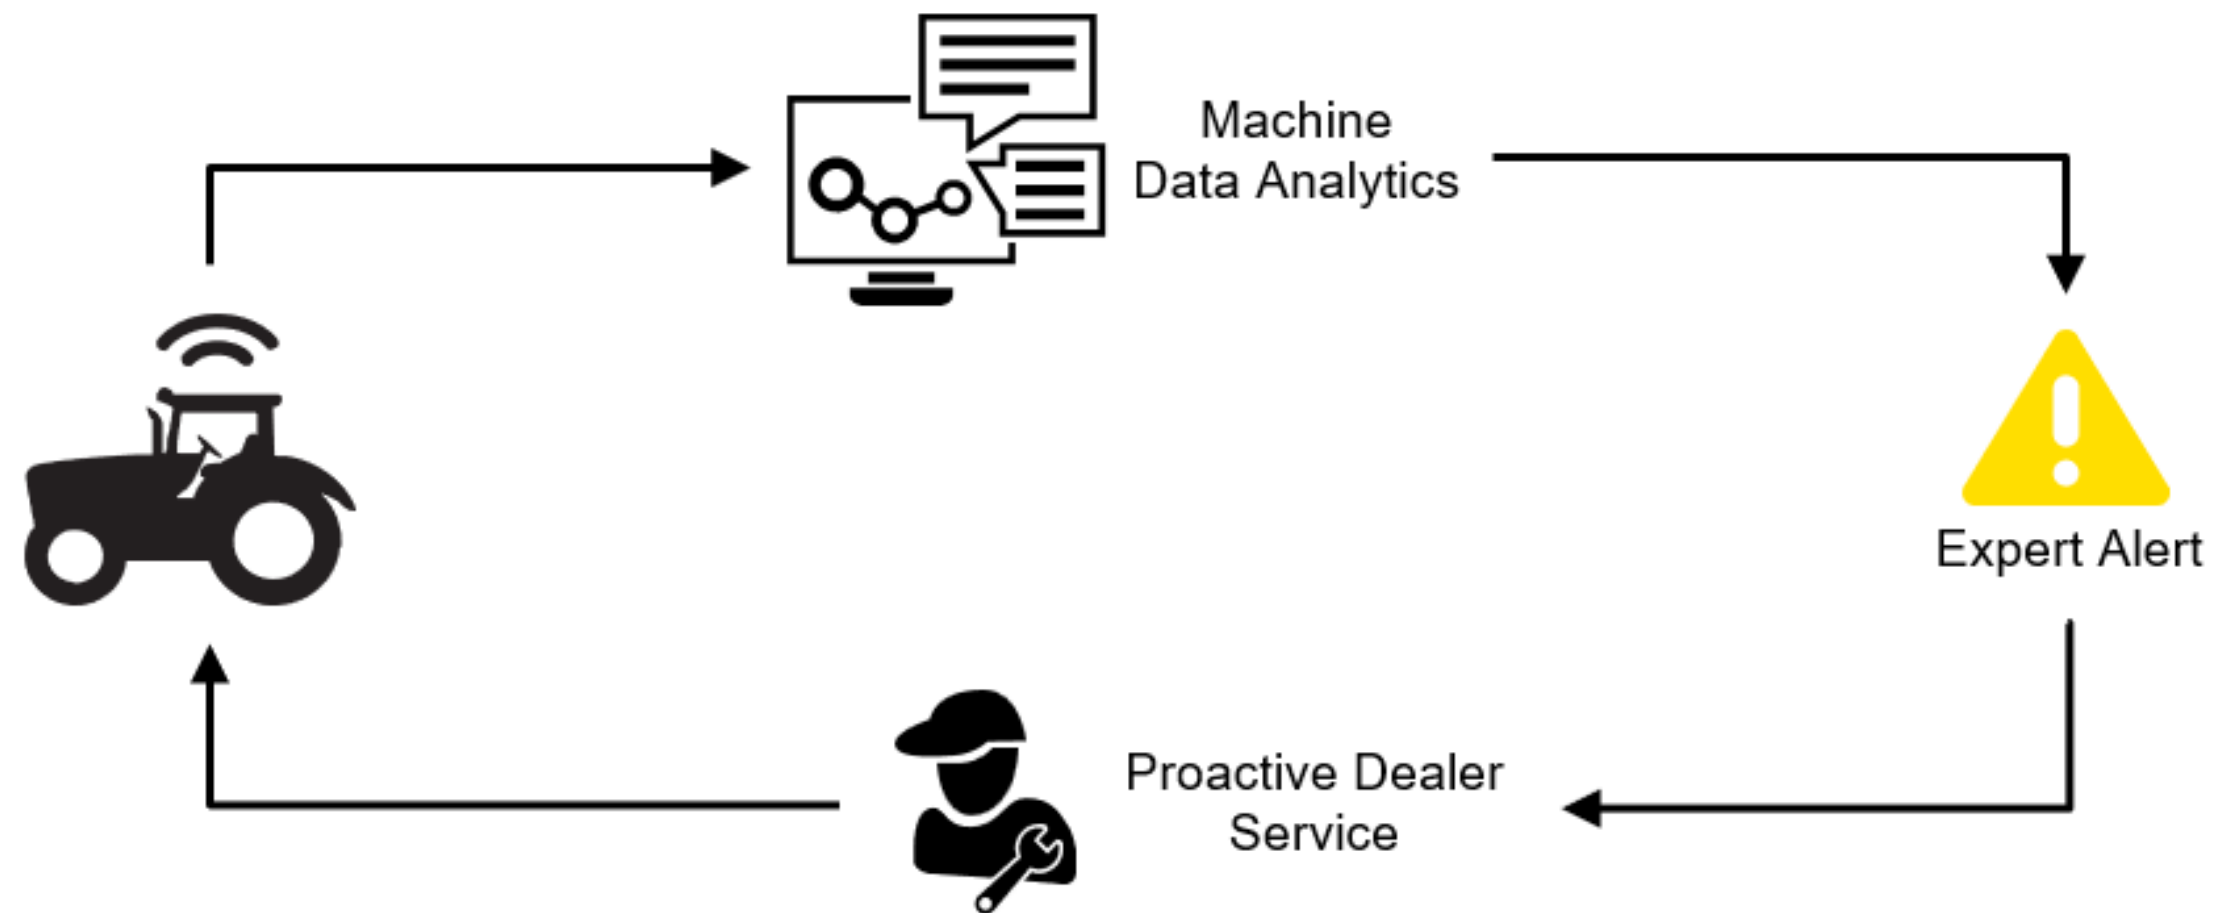 Machine
Data Analytics
Expert Alert
Proactive Dealer
Service